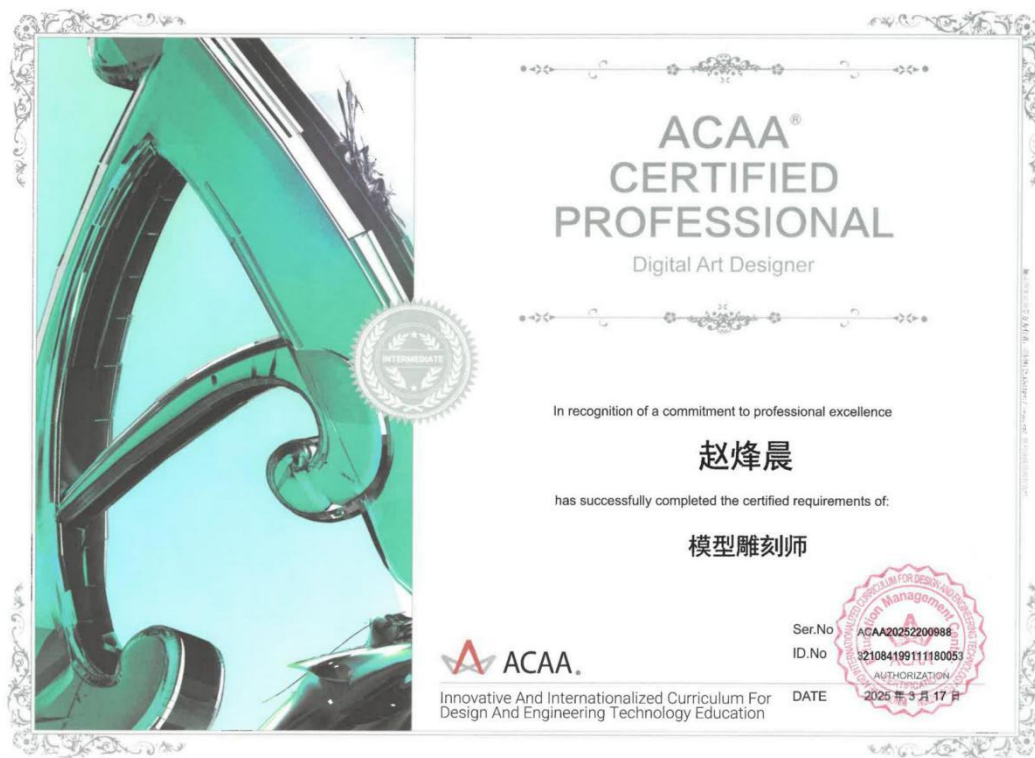 ACAA®
CERTIFIED
PROFESSIONAL
Digital Art Designer
INTERMEDIATE
In recognition of a commitment to professional excellence
赵烽晨
has successfully completed the certified requirements of:
模型雕刻师
Ser.No ACAA20252200988
ID.No 321084199111180053
AUTHORIZATION
DATE 2025 年 3 月 17 日
ACAA.
Innovative And Internationalized Curriculum For
Design And Engineering Technology Education